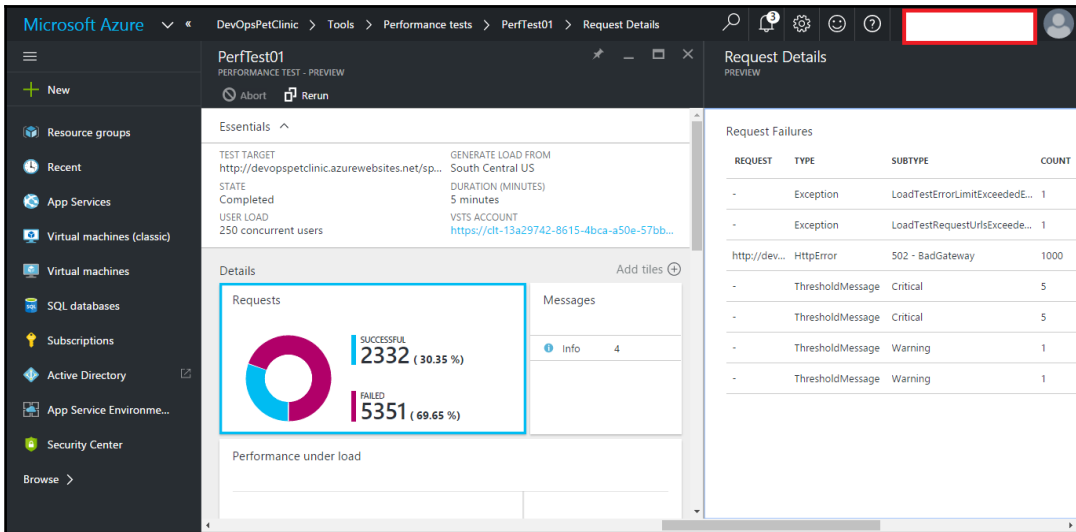 Microsoft Azure
DevOpsPetClinic > Tools > Performance tests > PerfTest01 > Request Details
3
New
Resource groups
Recent
App Services
Virtual machines (classic)
Virtual machines
SQL databases
Subscriptions
Active Directory
App Service Environme...
Security Center
Browse >
PerfTest01
PERFORMANCE TEST - PREVIEW
Abort Rerun
Essentials
TEST TARGET
http://devopspetclinic.azurewebsites.net/sp...
STATE
Completed
USER LOAD
250 concurrent users
GENERATE LOAD FROM
South Central US
DURATION (MINUTES)
5 minutes
VSTS ACCOUNT
https://clt-13a29742-8615-4bca-a50e-57bb...
Details
Add tiles
Requests
SUCCESSFUL
2332 (30.35 %)
FAILED
5351 (69.65 %)
Messages
Info 4
Performance under load
Request Details
PREVIEW
Request Failures
REQUEST TYPE SUBTYPE COUNT
- Exception LoadTestErrorLimitExceededE... 1
- Exception LoadTestRequestUrlsExceede... 1
http://dev... HttpError 502 - BadGateway 1000
- ThresholdMessage Critical 5
- ThresholdMessage Critical 5
- ThresholdMessage Warning 1
- ThresholdMessage Warning 1